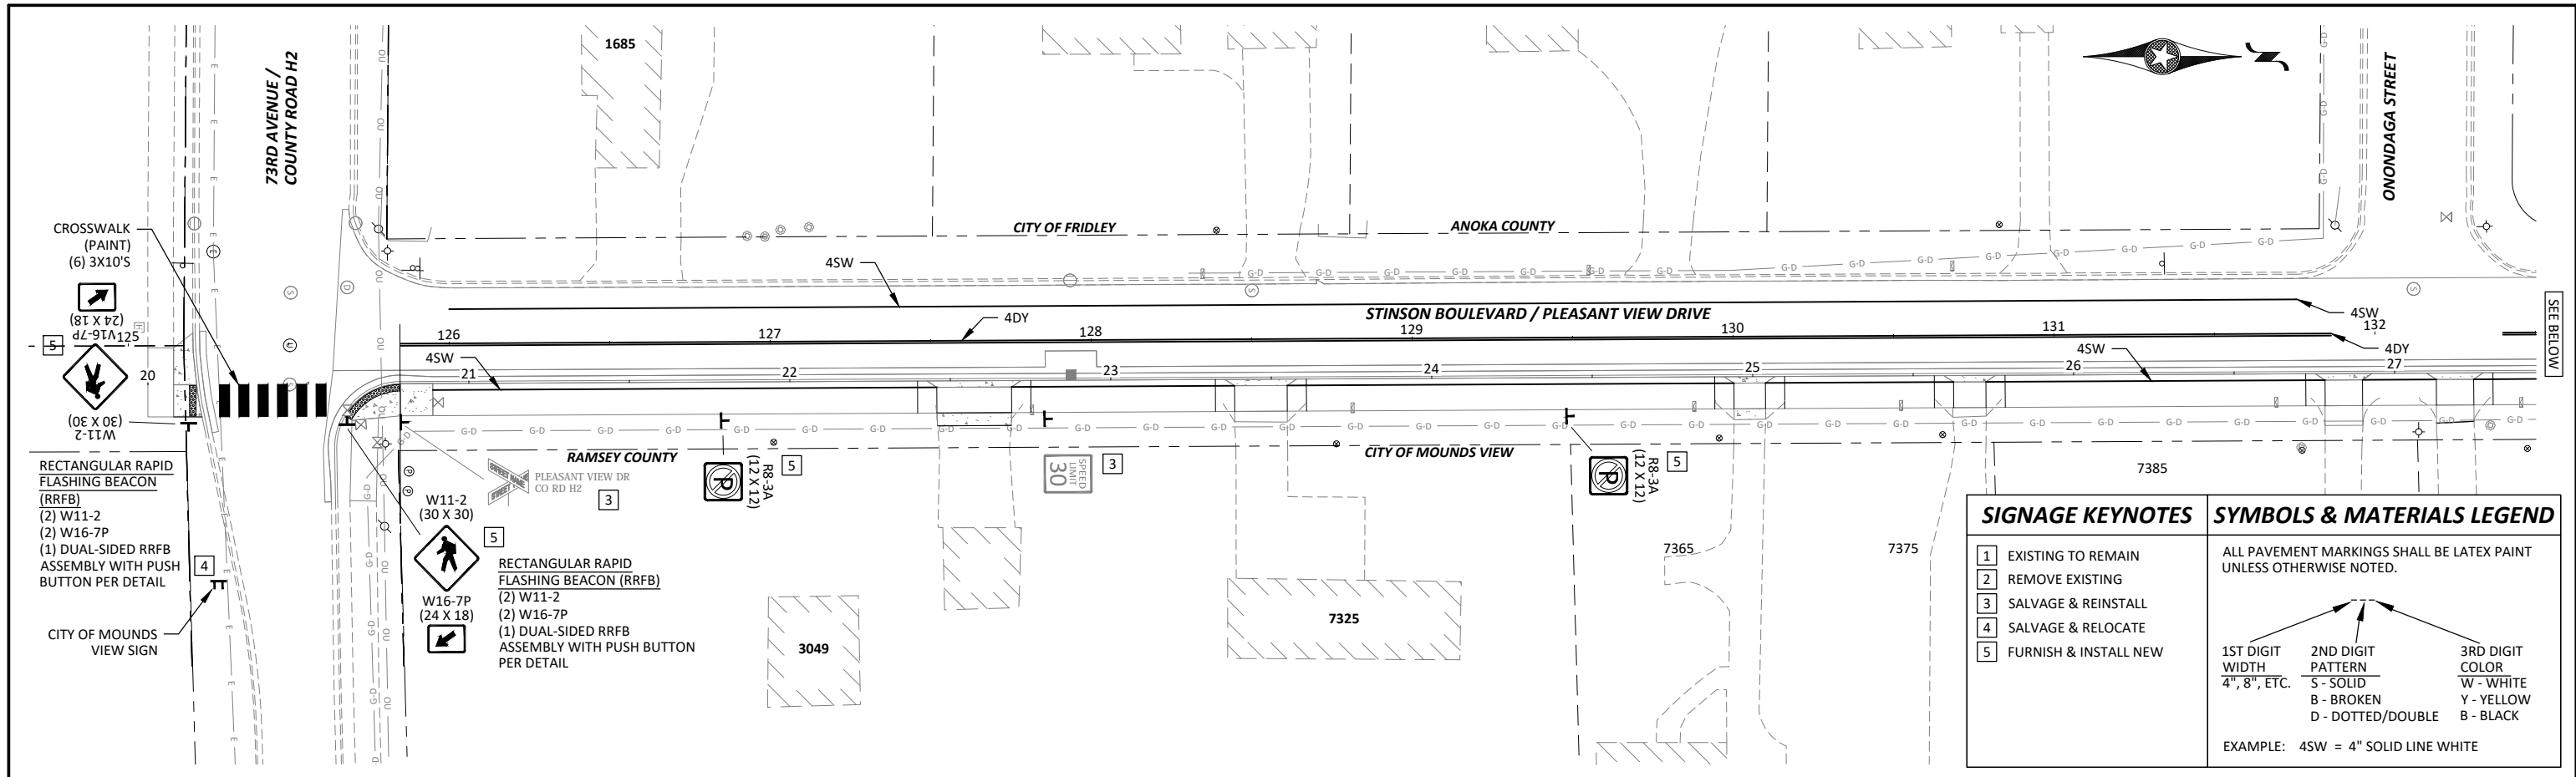 1685
73RD AVENUE /
COUNTY ROAD H2
ONONDAGA STREET
CROSSWALK
(PAINT)
(6) 3X10'S
CITY OF FRIDLEY
ANOKA COUNTY
4SW
STINSON BOULEVARD / PLEASANT VIEW DRIVE
4SW
SEE BELOW
4DY
126
127
128
129
130
131
132
125
W16-7P
(24 X 18)
5
20
4SW
4SW
4DY
21
22
23
24
25
26
27
(30 X 30)
W11-2
RAMSEY COUNTY
CITY OF MOUNDS VIEW
RECTANGULAR RAPID
FLASHING BEACON
(RRFB)
(2) W11-2
(2) W16-7P
(1) DUAL-SIDED RRFB
ASSEMBLY WITH PUSH
BUTTON PER DETAIL
4
CITY OF MOUNDS
VIEW SIGN
STREET NAME
STREET NAME
PLEASANT VIEW DR
CO RD H2
3
P
R8-3A
(12 X 12)
5
SPEED
LIMIT
30
3
P
R8-3A
(12 X 12)
5
W11-2
(30 X 30)
5
W16-7P
(24 X 18)
RECTANGULAR RAPID
FLASHING BEACON (RRFB)
(2) W11-2
(2) W16-7P
(1) DUAL-SIDED RRFB
ASSEMBLY WITH PUSH BUTTON
PER DETAIL
3049
7325
7365
7375
7385
SIGNAGE KEYNOTES
1 EXISTING TO REMAIN
2 REMOVE EXISTING
3 SALVAGE & REINSTALL
4 SALVAGE & RELOCATE
5 FURNISH & INSTALL NEW
SYMBOLS & MATERIALS LEGEND
ALL PAVEMENT MARKINGS SHALL BE LATEX PAINT
UNLESS OTHERWISE NOTED.
1ST DIGIT
WIDTH
4", 8", ETC.
2ND DIGIT
PATTERN
S - SOLID
B - BROKEN
D - DOTTED/DOUBLE
3RD DIGIT
COLOR
W - WHITE
Y - YELLOW
B - BLACK
EXAMPLE: 4SW = 4" SOLID LINE WHITE